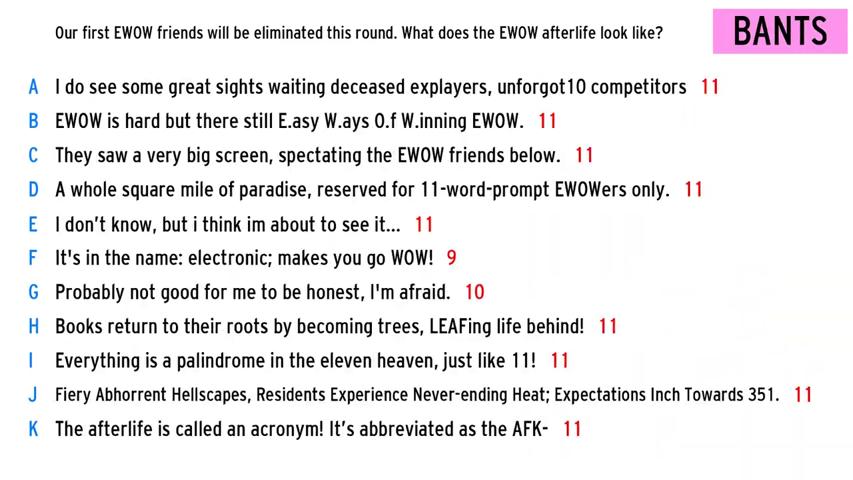 Our first EWOW friends will be eliminated this round. What does the EWOW afterlife look like?
BANTS
A I do see some great sights waiting deceased explayers, unforgot10 competitors 11
B EWOW is hard but there still E.asy W.ays O.f W.inning EWOW. 11
C They saw a very big screen, spectating the EWOW friends below. 11
D A whole square mile of paradise, reserved for 11-word-prompt EWOWers only. 11
E I don't know, but i think im about to see it... 11
F It's in the name: electronic; makes you go WOW! 9
G Probably not good for me to be honest, I'm afraid. 10
H Books return to their roots by becoming trees, LEAFing life behind! 11
I Everything is a palindrome in the eleven heaven, just like 11! 11
J Fiery Abhorrent Hellscapes, Residents Experience Never-ending Heat; Expectations Inch Towards 351. 11
K The afterlife is called an acronym! It's abbreviated as the AFK- 11